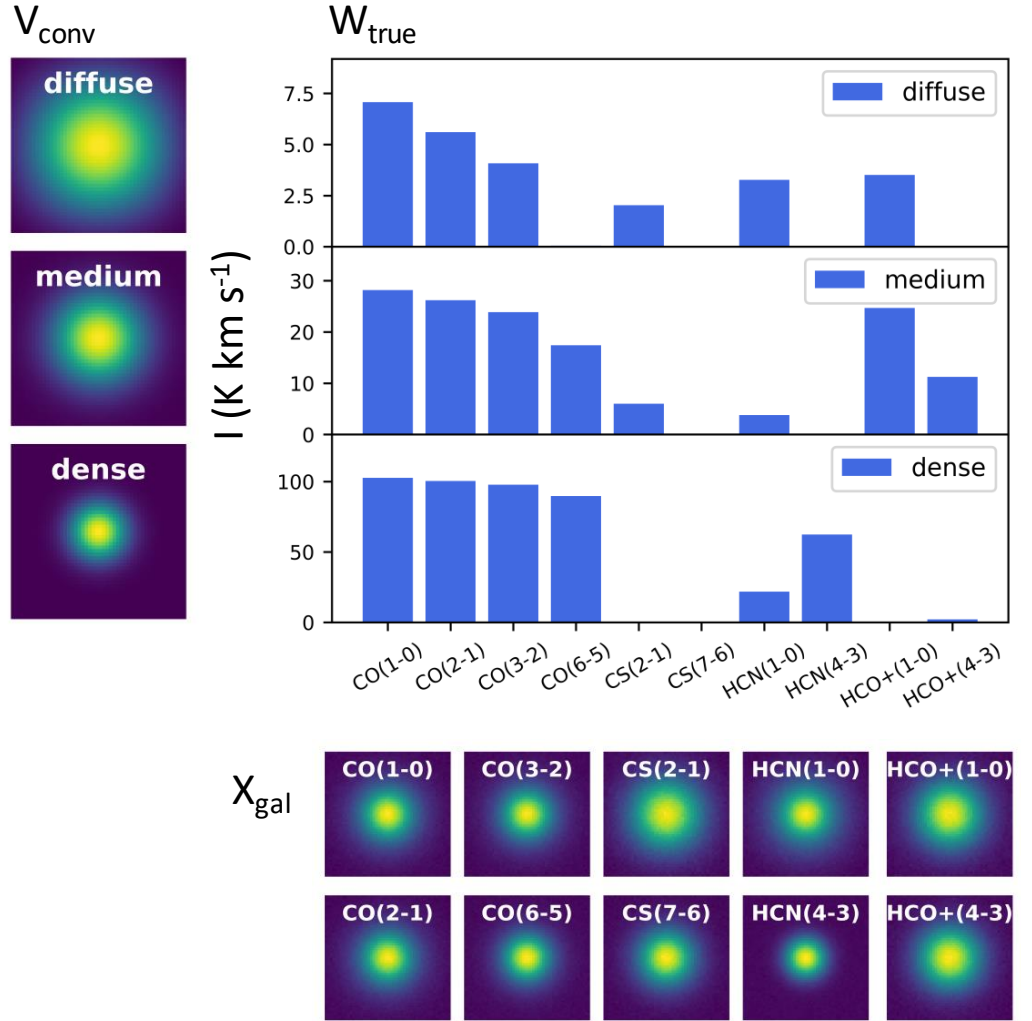 V_conv
W_true
diffuse
medium
dense
I (K km s⁻¹)
7.5
5.0
2.5
0.0
diffuse
30
20
10
0
medium
100
50
0
dense
CO(1-0)
CO(2-1)
CO(3-2)
CO(6-5)
CS(2-1)
CS(7-6)
HCN(1-0)
HCN(4-3)
HCO+(1-0)
HCO+(4-3)
X_gal
CO(1-0) CO(3-2) CS(2-1) HCN(1-0) HCO+(1-0)
CO(2-1) CO(6-5) CS(7-6) HCN(4-3) HCO+(4-3)